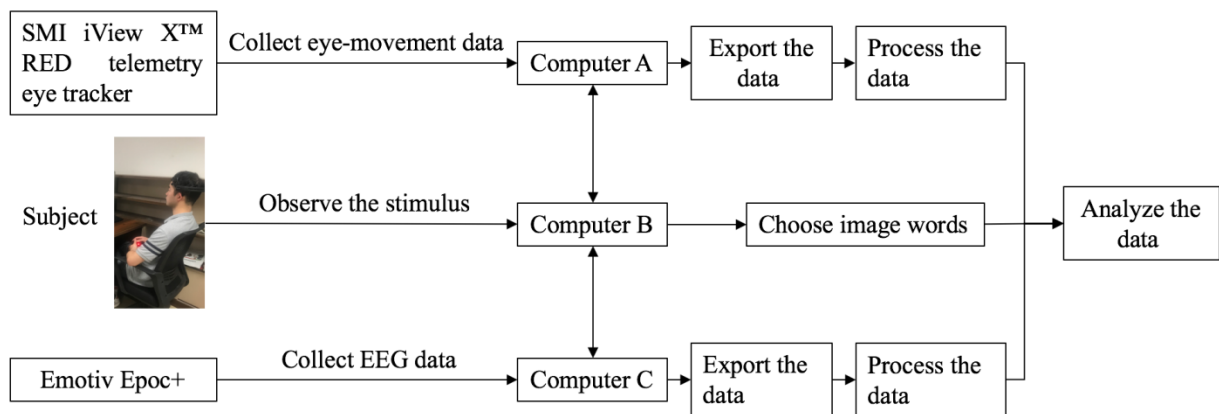 SMI iView X™
RED telemetry
eye tracker
Collect eye-movement data
Computer A
Export the
data
Process the
data
Subject
Observe the stimulus
Computer B
Choose image words
Analyze the
data
Emotiv Epoc+
Collect EEG data
Computer C
Export the
data
Process the
data